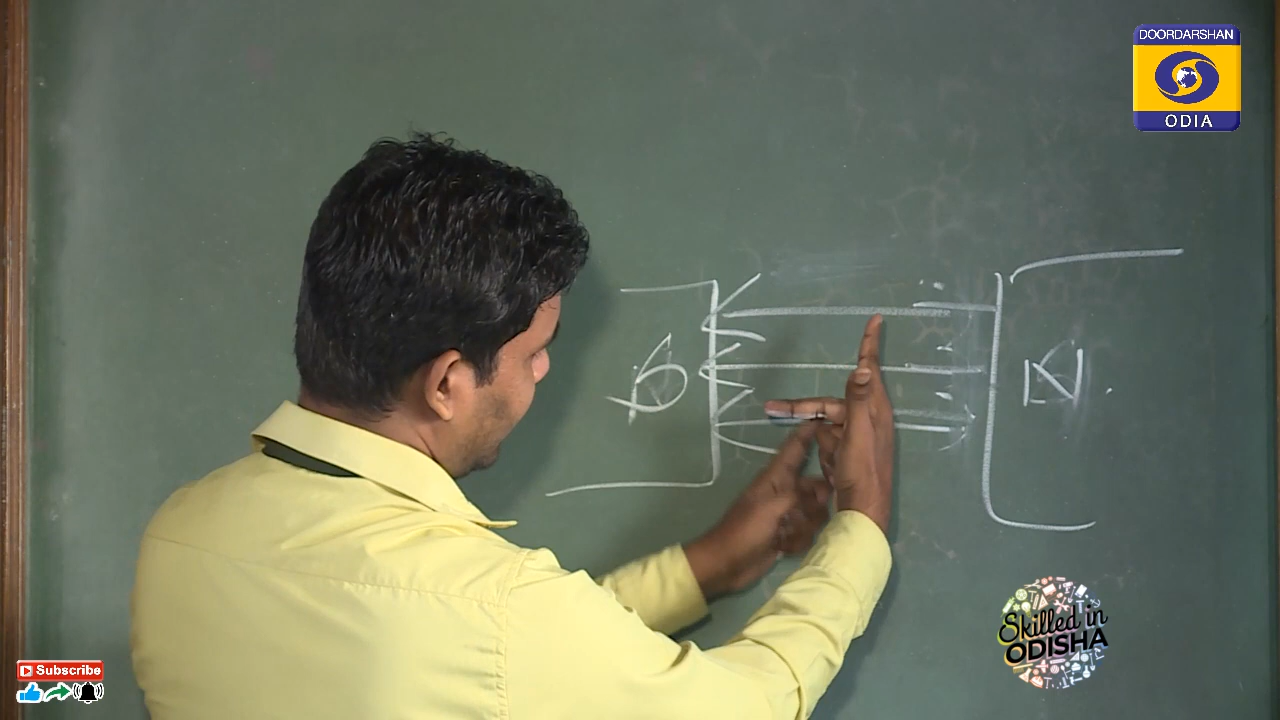 DOORDARSHAN
ODIA
S N
Skilled in
ODISHA
Subscribe